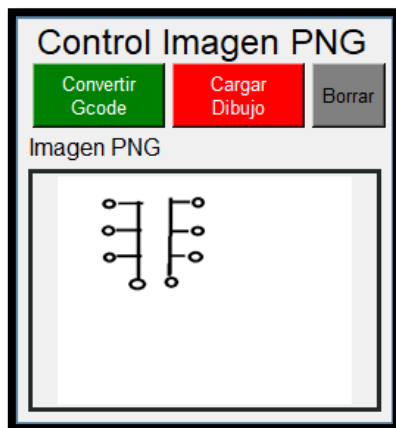 Control Imagen PNG
Convertir
Gcode
Cargar
Dibujo
Borrar
Imagen PNG